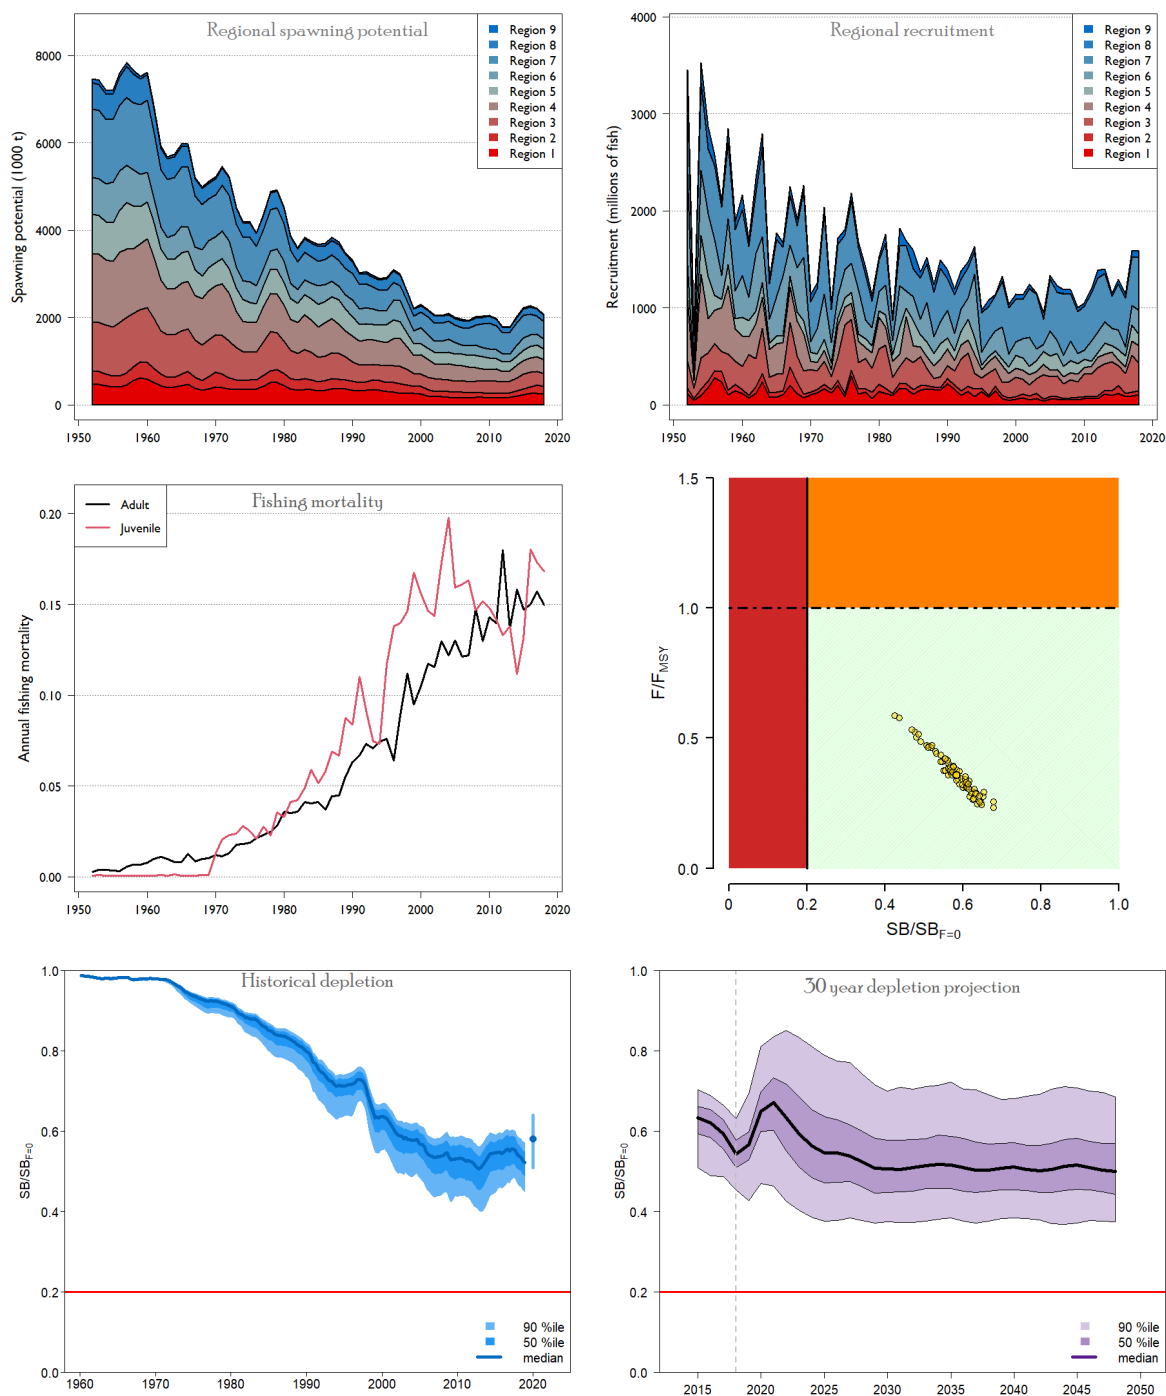 Regional spawning potential
Spawning potential (1000 t)
8000
6000
4000
2000
0
1950 1960 1970 1980 1990 2000 2010 2020
Region 9
Region 8
Region 7
Region 6
Region 5
Region 4
Region 3
Region 2
Region 1
Regional recruitment
Recruitment (millions of fish)
4000
3000
2000
1000
0
1950 1960 1970 1980 1990 2000 2010 2020
Region 9
Region 8
Region 7
Region 6
Region 5
Region 4
Region 3
Region 2
Region 1
Fishing mortality
Adult
Juvenile
Annual fishing mortality
0.20
0.15
0.10
0.05
0.00
1950 1960 1970 1980 1990 2000 2010 2020
F/FMSY
1.5
1.0
0.5
0.0
0 0.2 0.4 0.6 0.8 1.0
SB/SBF=0
Historical depletion
SB/SBF=0
1.0
0.8
0.6
0.4
0.2
0.0
1960 1970 1980 1990 2000 2010 2020
90 %ile
50 %ile
median
30 year depletion projection
SB/SBF=0
1.0
0.8
0.6
0.4
0.2
0.0
2015 2020 2025 2030 2035 2040 2045 2050
90 %ile
50 %ile
median